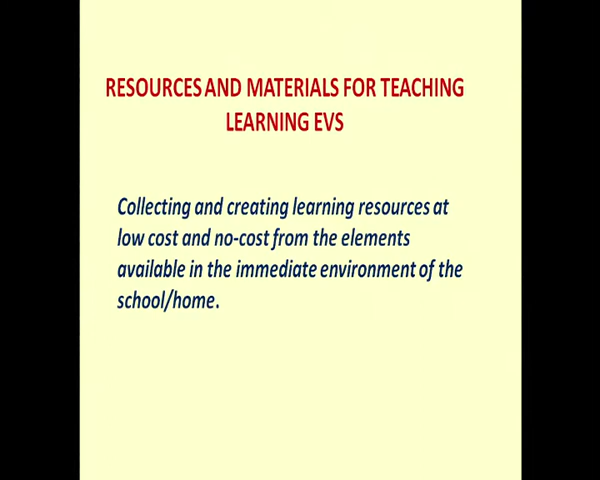 RESOURCES AND MATERIALS FOR TEACHING
LEARNING EVS
Collecting and creating learning resources at
low cost and no-cost from the elements
available in the immediate environment of the
school/home.